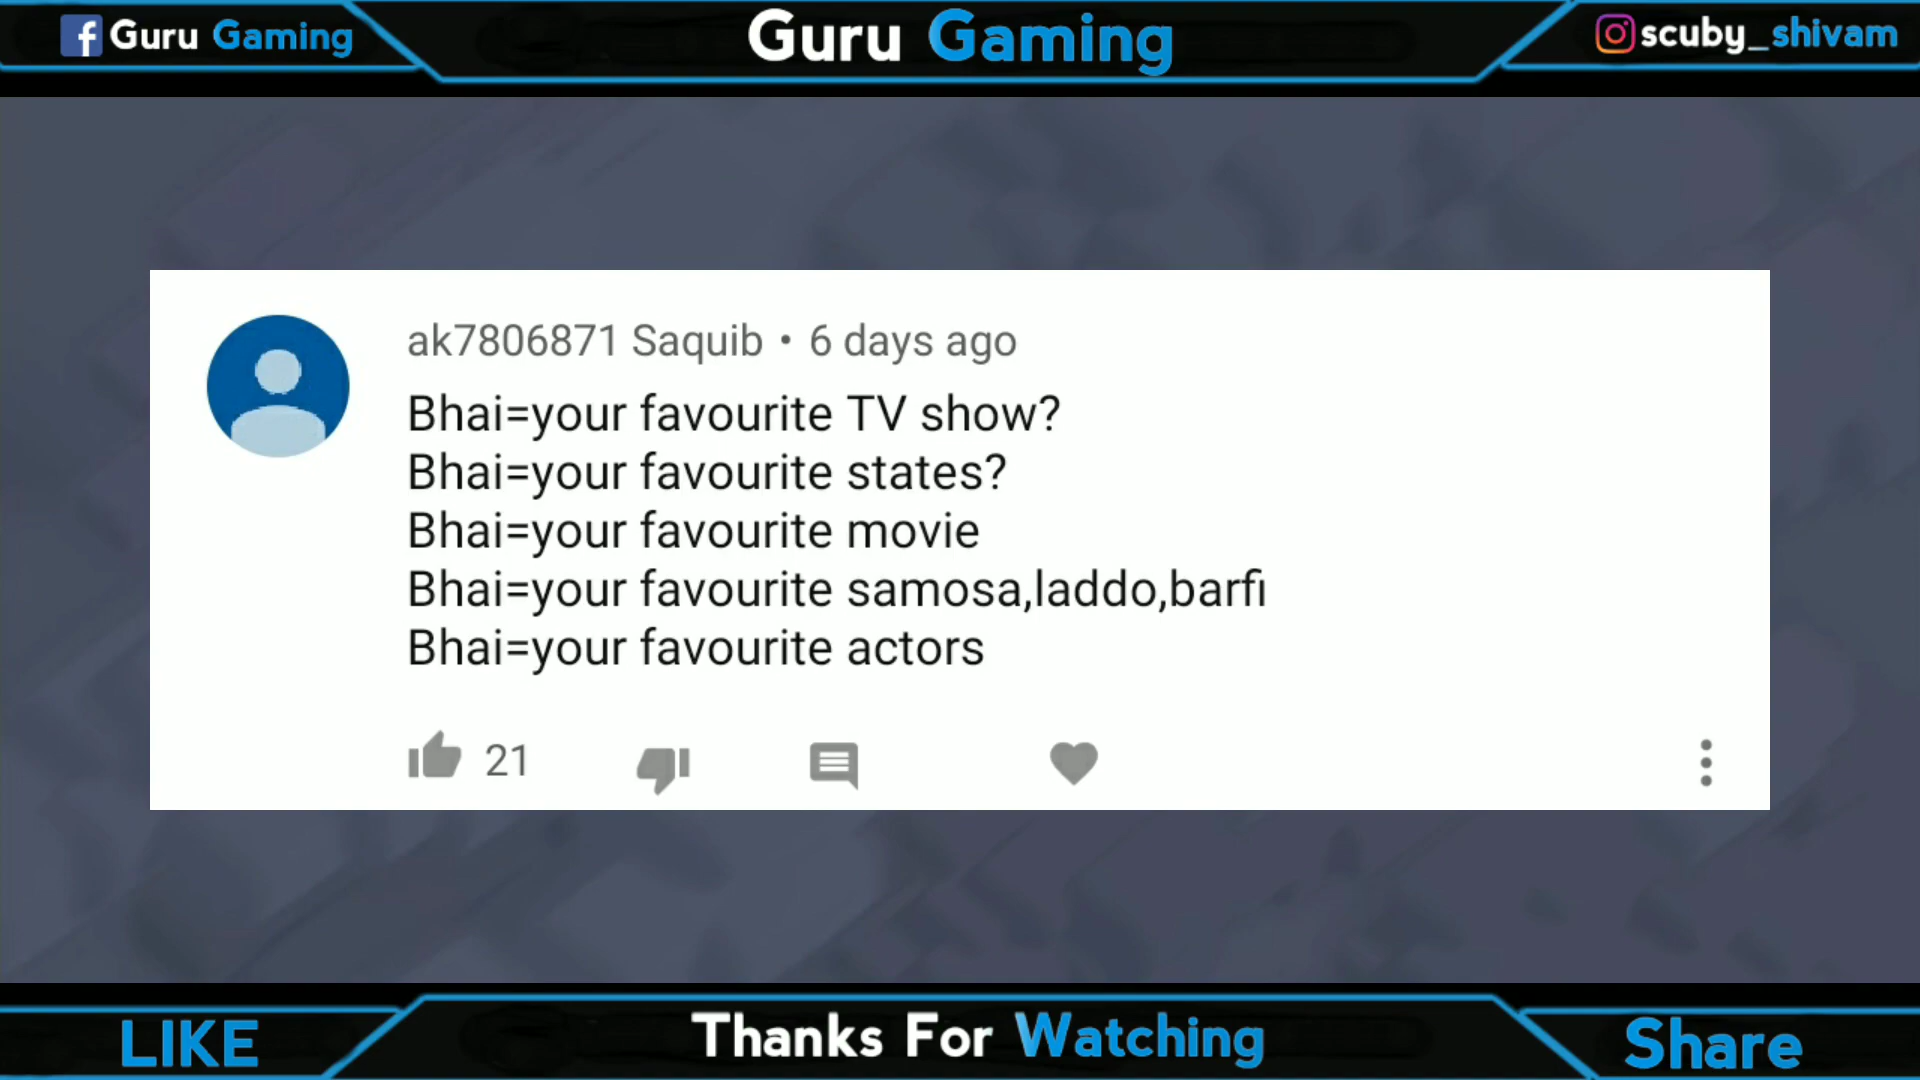 Guru Gaming
Guru Gaming
scuby_shivam
ak7806871 Saquib • 6 days ago
Bhai=your favourite TV show?
Bhai=your favourite states?
Bhai=your favourite movie
Bhai=your favourite samosa,laddo,barfi
Bhai=your favourite actors
21
LIKE
Thanks For Watching
Share